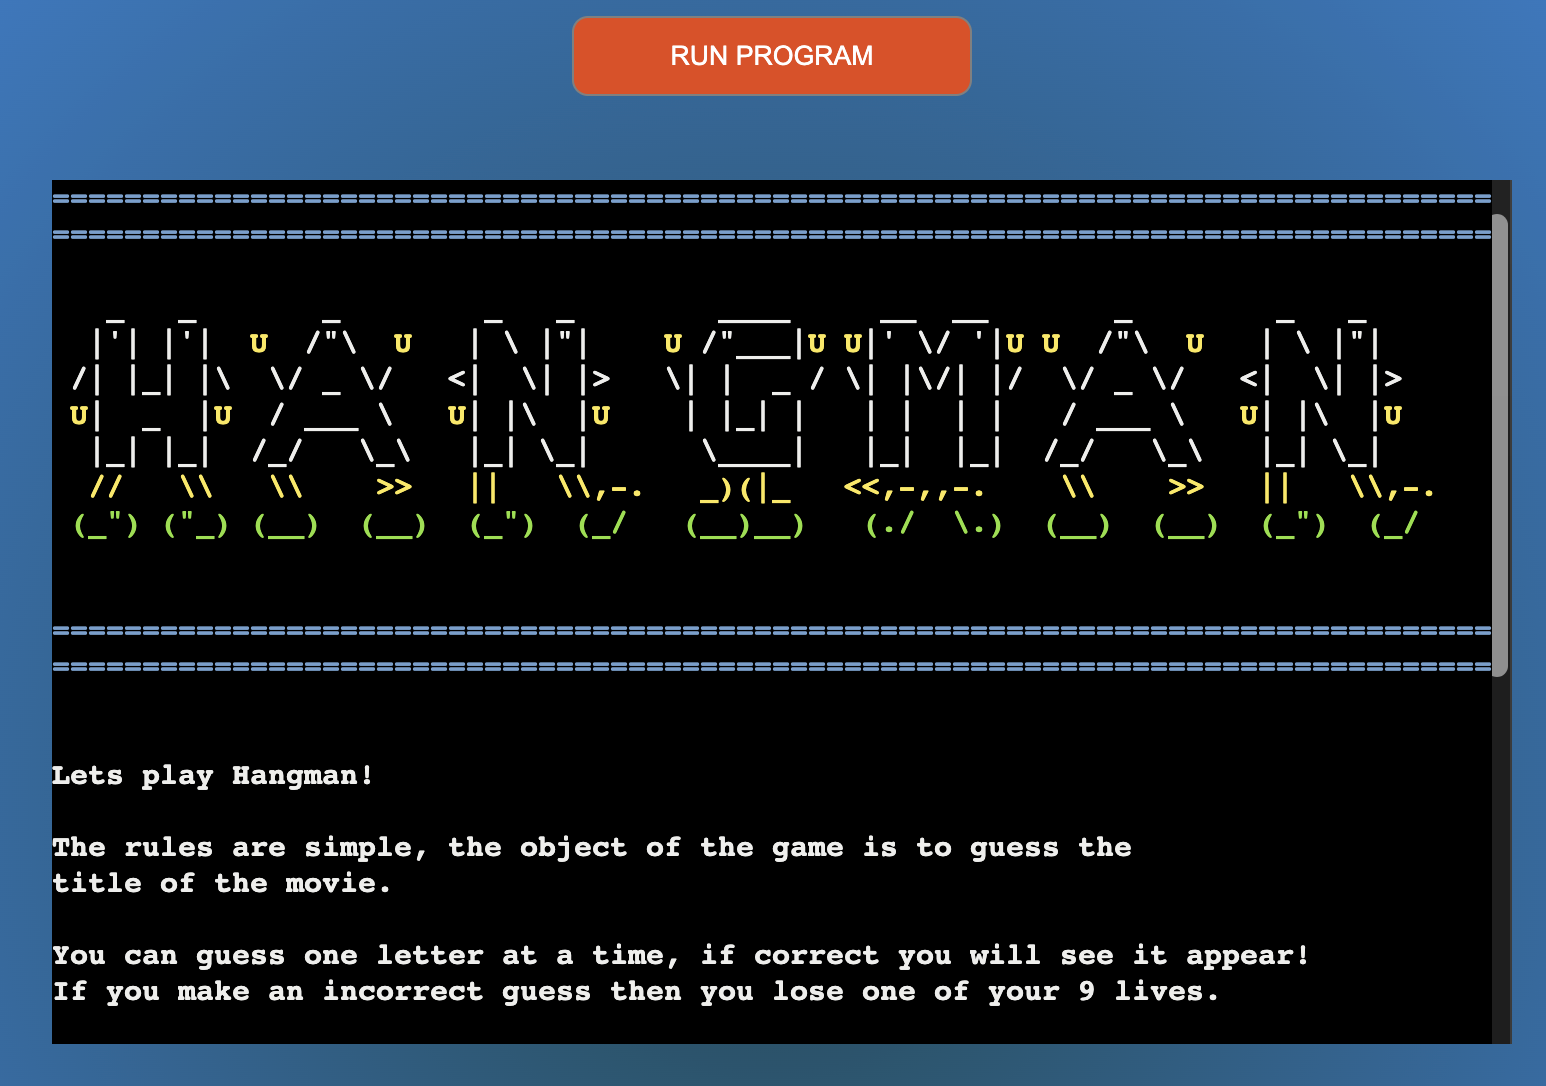 RUN PROGRAM
HANGMAN
Lets play Hangman!
The rules are simple, the object of the game is to guess the
title of the movie.
You can guess one letter at a time, if correct you will see it appear!
If you make an incorrect guess then you lose one of your 9 lives.